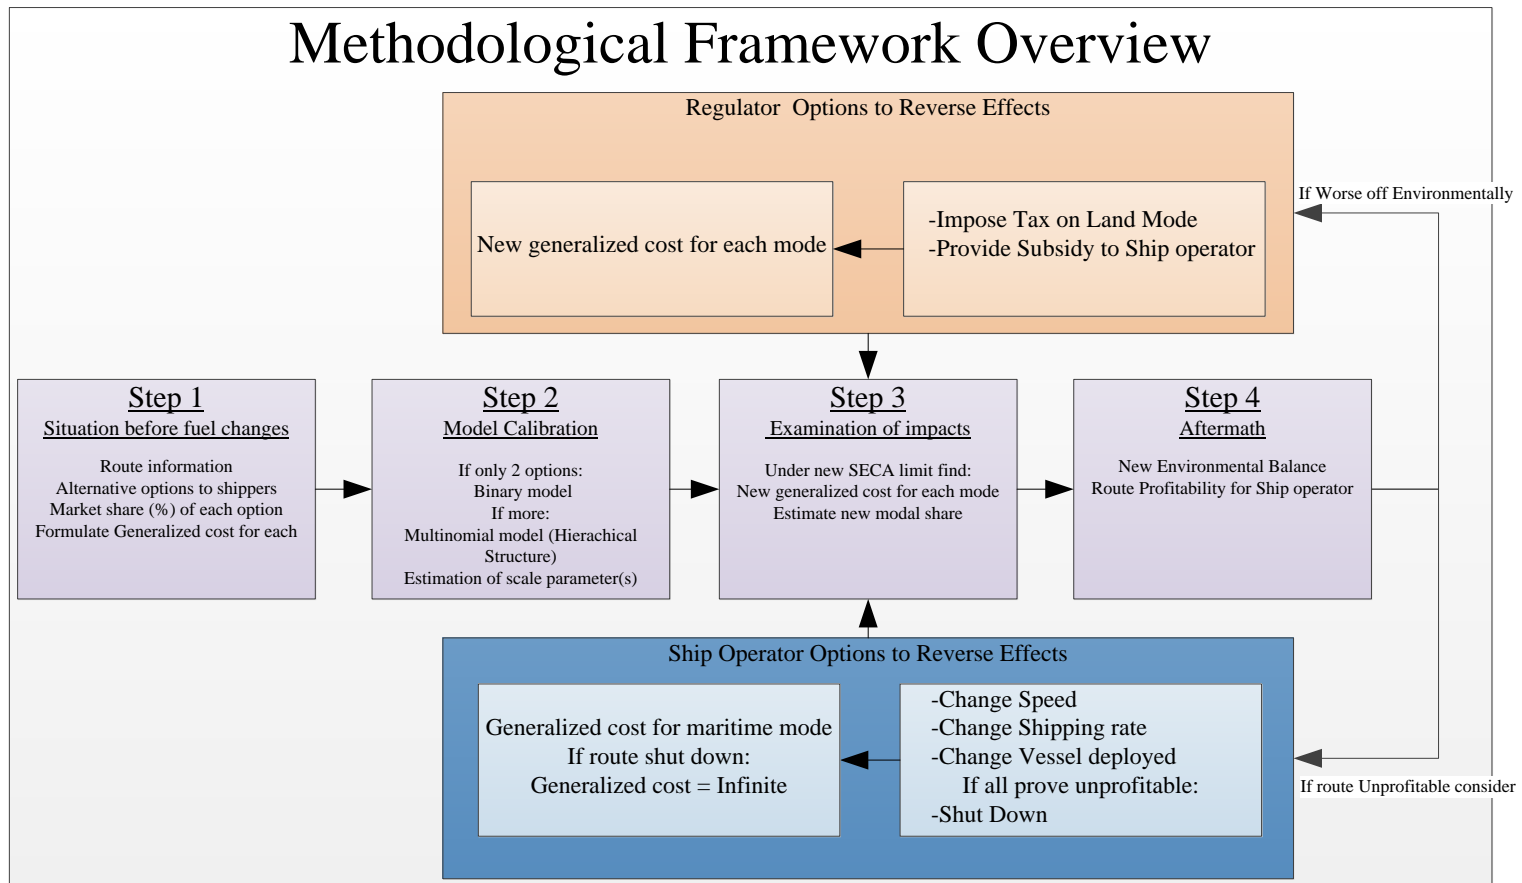 Methodological Framework Overview
Regulator Options to Reverse Effects
New generalized cost for each mode
-Impose Tax on Land Mode
-Provide Subsidy to Ship operator
If Worse off Environmentally
Step 1
Situation before fuel changes
Route information
Alternative options to shippers
Market share (%) of each option
Formulate Generalized cost for each
Step 2
Model Calibration
If only 2 options:
Binary model
If more:
Multinomial model (Hierachical
Structure)
Estimation of scale parameter(s)
Step 3
Examination of impacts
Under new SECA limit find:
New generalized cost for each mode
Estimate new modal share
Step 4
Aftermath
New Environmental Balance
Route Profitability for Ship operator
Ship Operator Options to Reverse Effects
Generalized cost for maritime mode
If route shut down:
Generalized cost = Infinite
-Change Speed
-Change Shipping rate
-Change Vessel deployed
If all prove unprofitable:
-Shut Down
If route Unprofitable consider